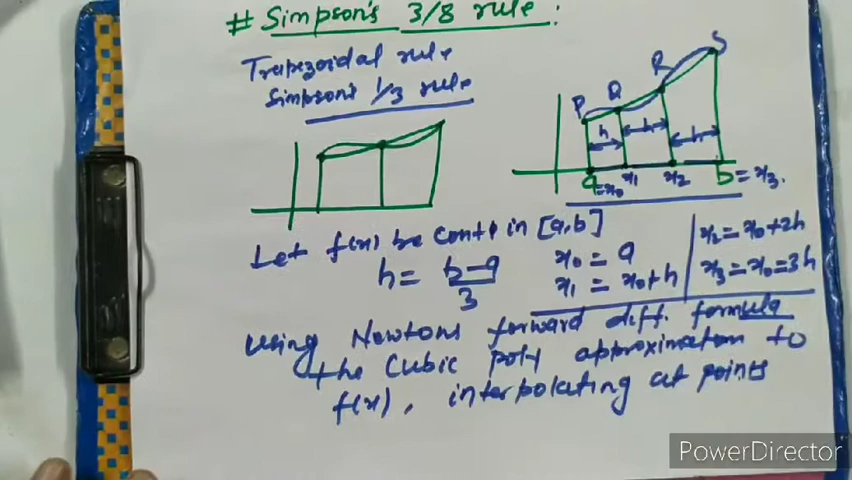 # Simpson's 3/8 rule:
Trapezoidal rule
Simpson's 1/3 rule
P Q R S
h h h
a=x₀ x₁ x₂ b=x₃.
Let f(x) be contⁿ in [a,b]
h = b-a/3
x₀ = a
x₁ = x₀+h
x₂=x₀+2h
x₃=x₀=3h
Using Newtons forward diff. formula
the Cubic poly approximation to
f(x), interpolating at points
PowerDirector